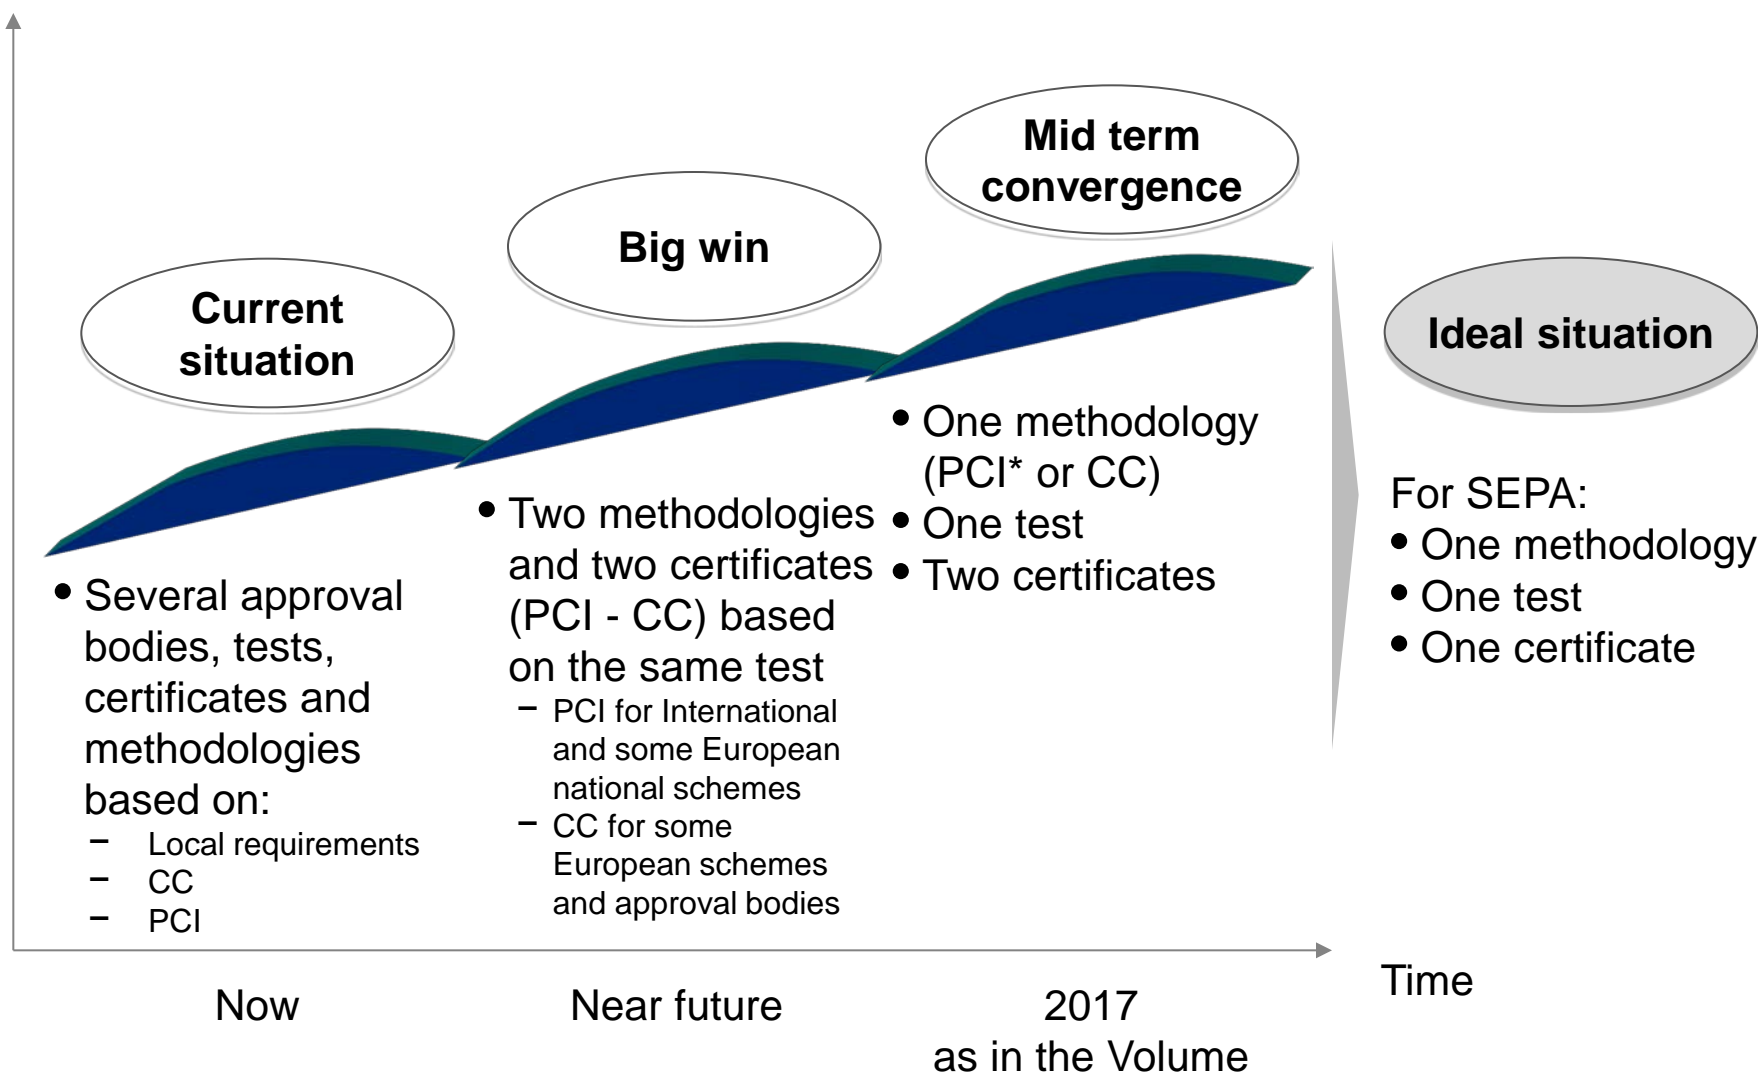 Current
situation
• Several approval
bodies, tests,
certificates and
methodologies
based on:
– Local requirements
– CC
– PCI
Now
Big win
• Two methodologies
and two certificates
(PCI - CC) based
on the same test
– PCI for International
and some European
national schemes
– CC for some
European schemes
and approval bodies
Near future
Mid term
convergence
• One methodology
(PCI* or CC)
• One test
• Two certificates
2017
as in the Volume
Ideal situation
For SEPA:
• One methodology
• One test
• One certificate
Time